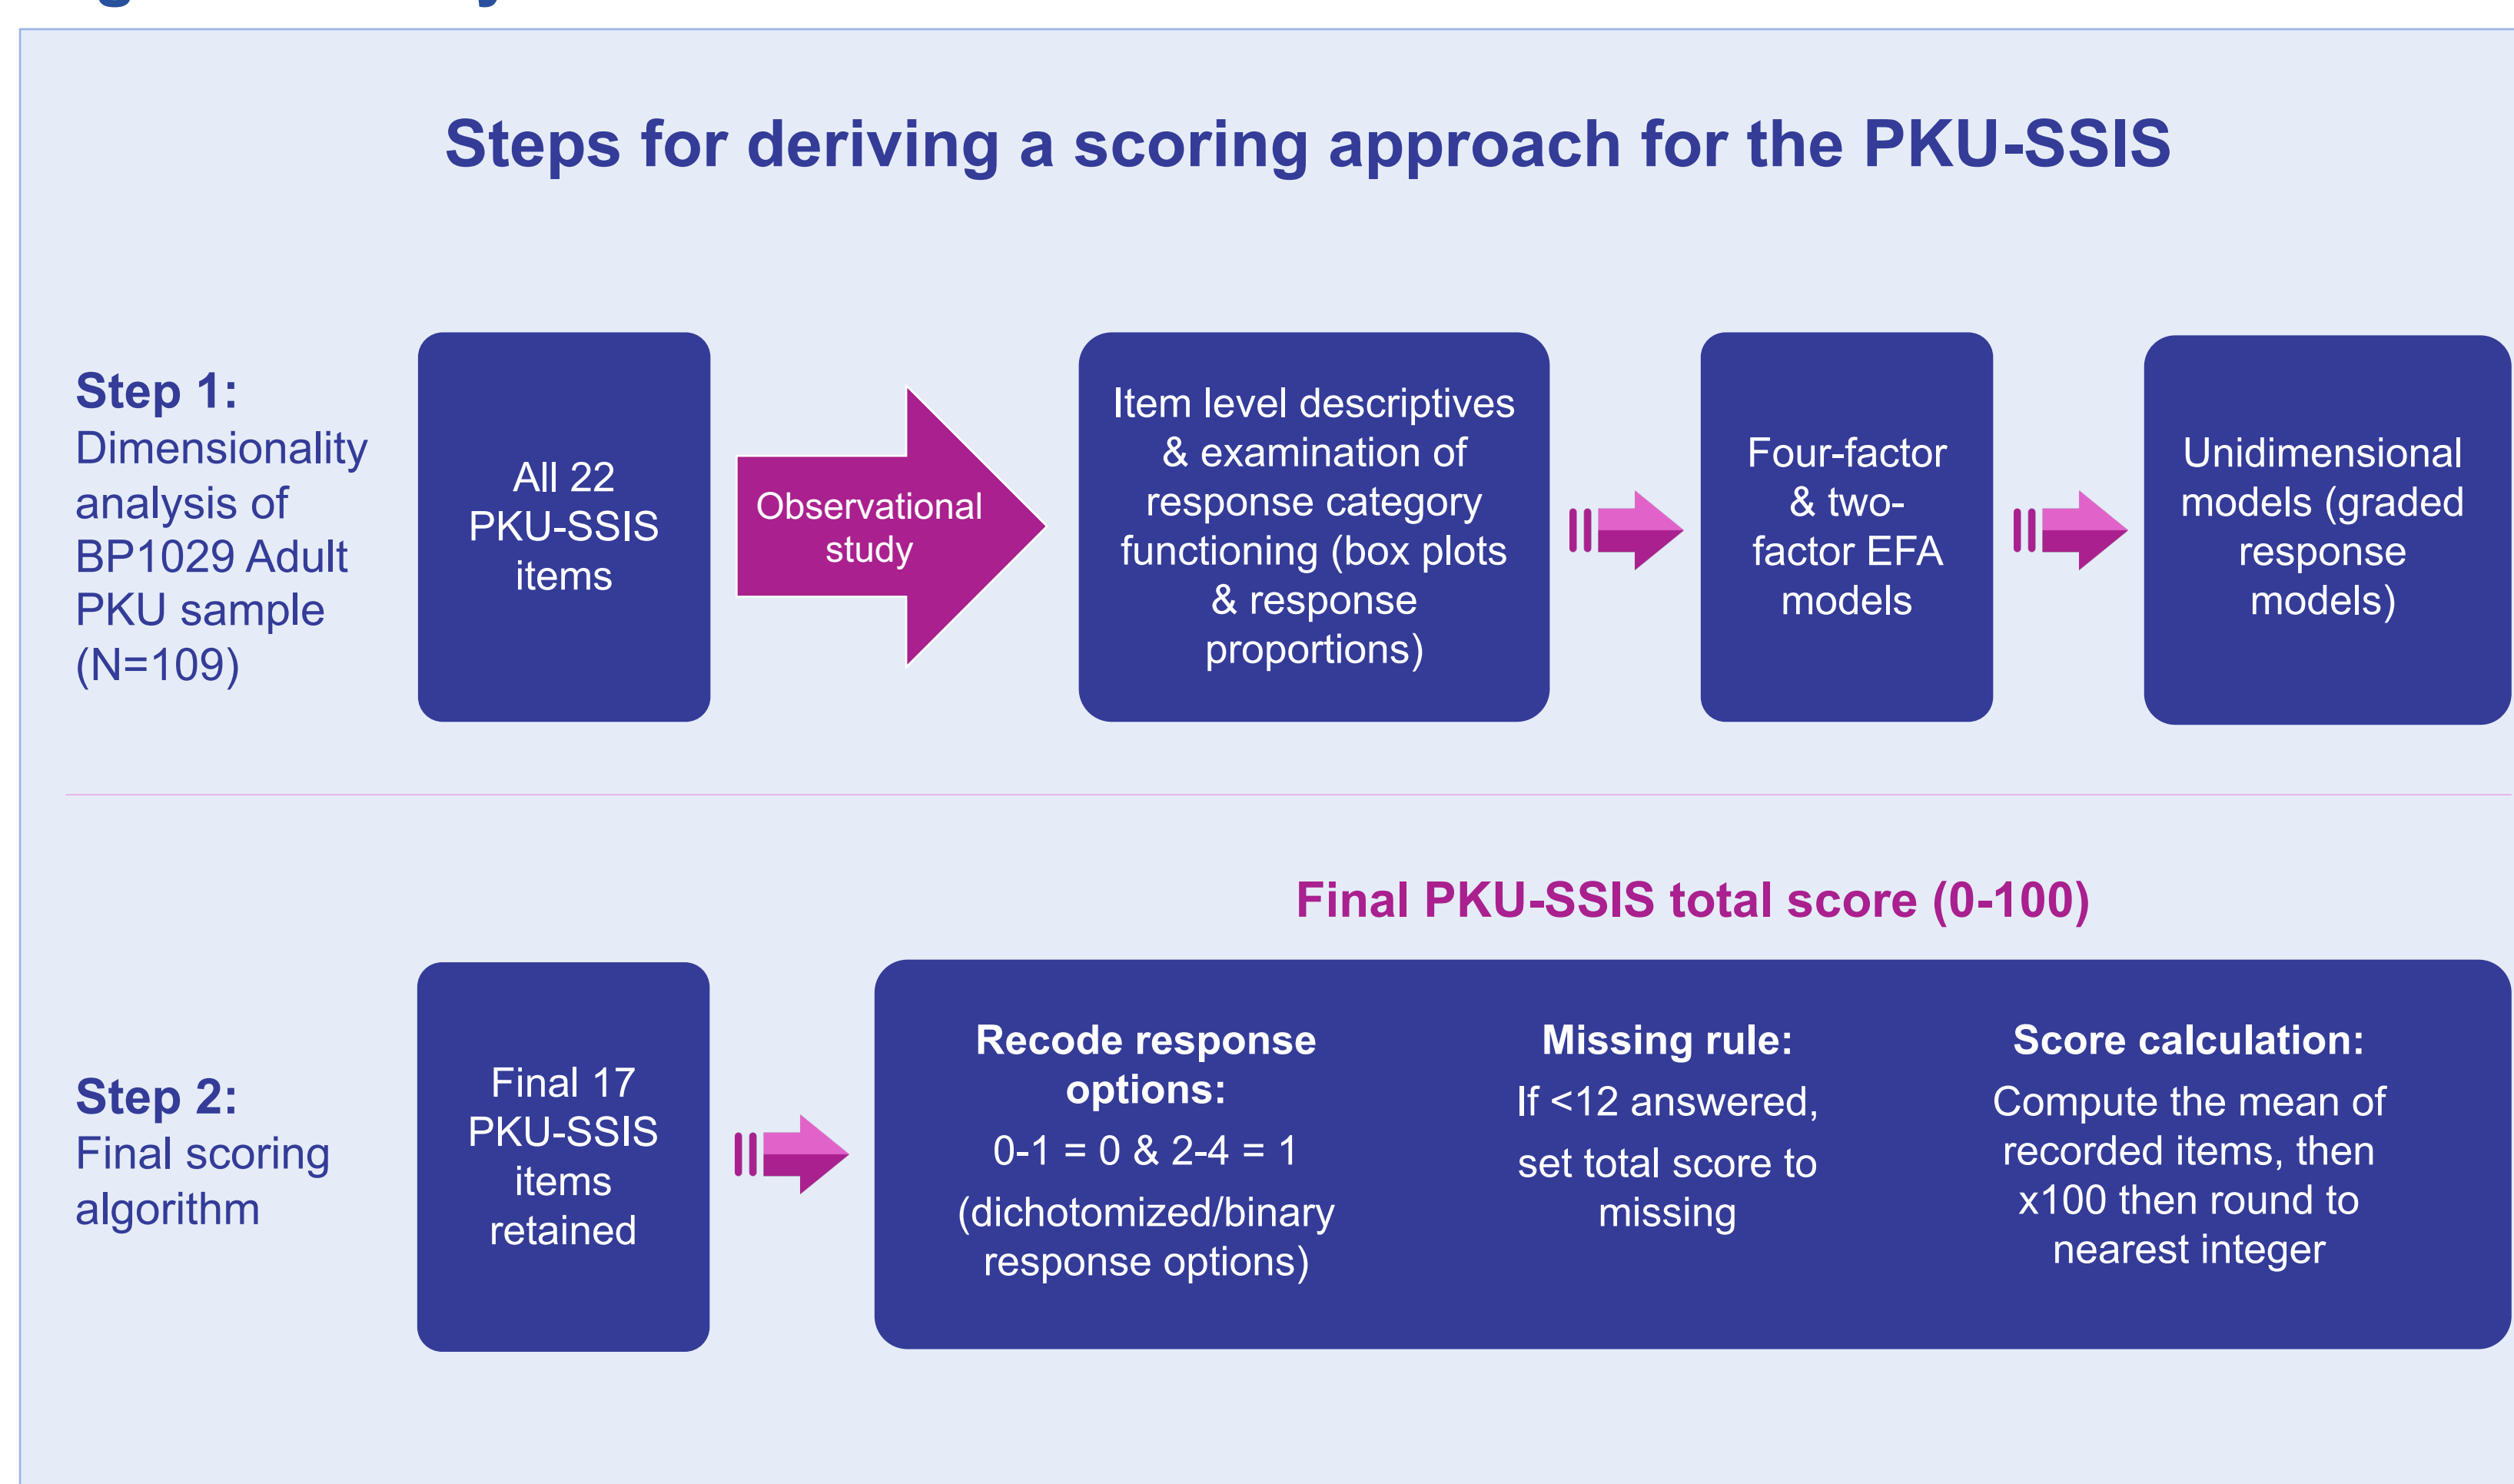 Steps for deriving a scoring approach for the PKU-SSIS
Step 1:
Dimensionality
analysis of
BP1029 Adult
PKU sample
(N=109)
All 22
PKU-SSIS
items
Observational
study
Item level descriptives
& examination of
response category
functioning (box plots
& response
proportions)
Four-factor
& two-
factor EFA
models
Unidimensional
models (graded
response
models)
Final PKU-SSIS total score (0-100)
Step 2:
Final scoring
algorithm
Final 17
PKU-SSIS
items
retained
Recode response
options:
0-1 = 0 & 2-4 = 1
(dichotomized/binary
response options)
Missing rule:
If <12 answered,
set total score to
missing
Score calculation:
Compute the mean of
recorded items, then
x100 then round to
nearest integer